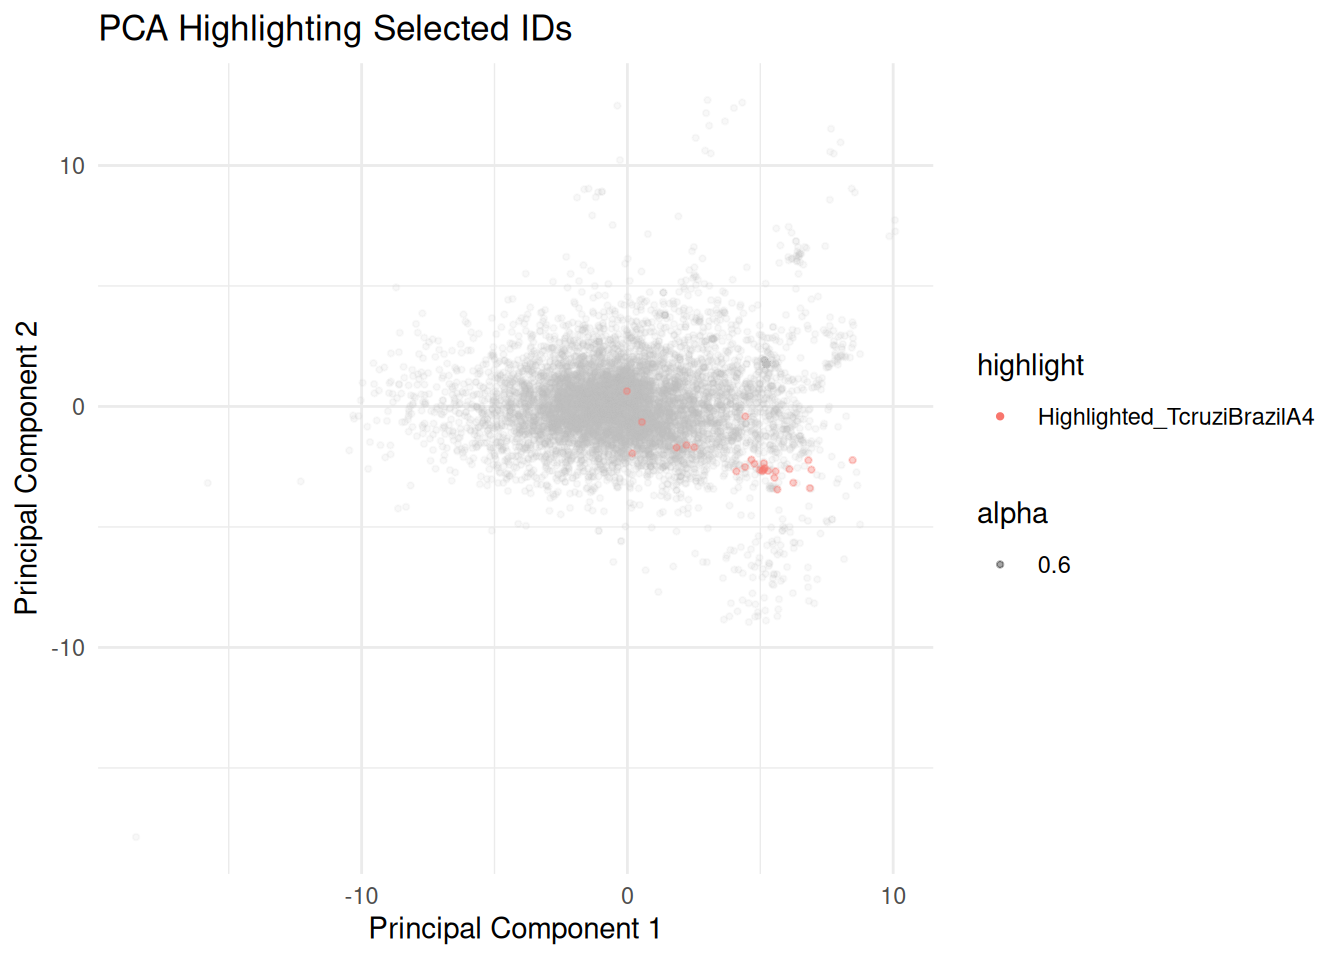 PCA Highlighting Selected IDs
10
0
-10
Principal Component 2
-10
0
10
Principal Component 1
highlight
Highlighted_TcruziBrazilA4
alpha
0.6